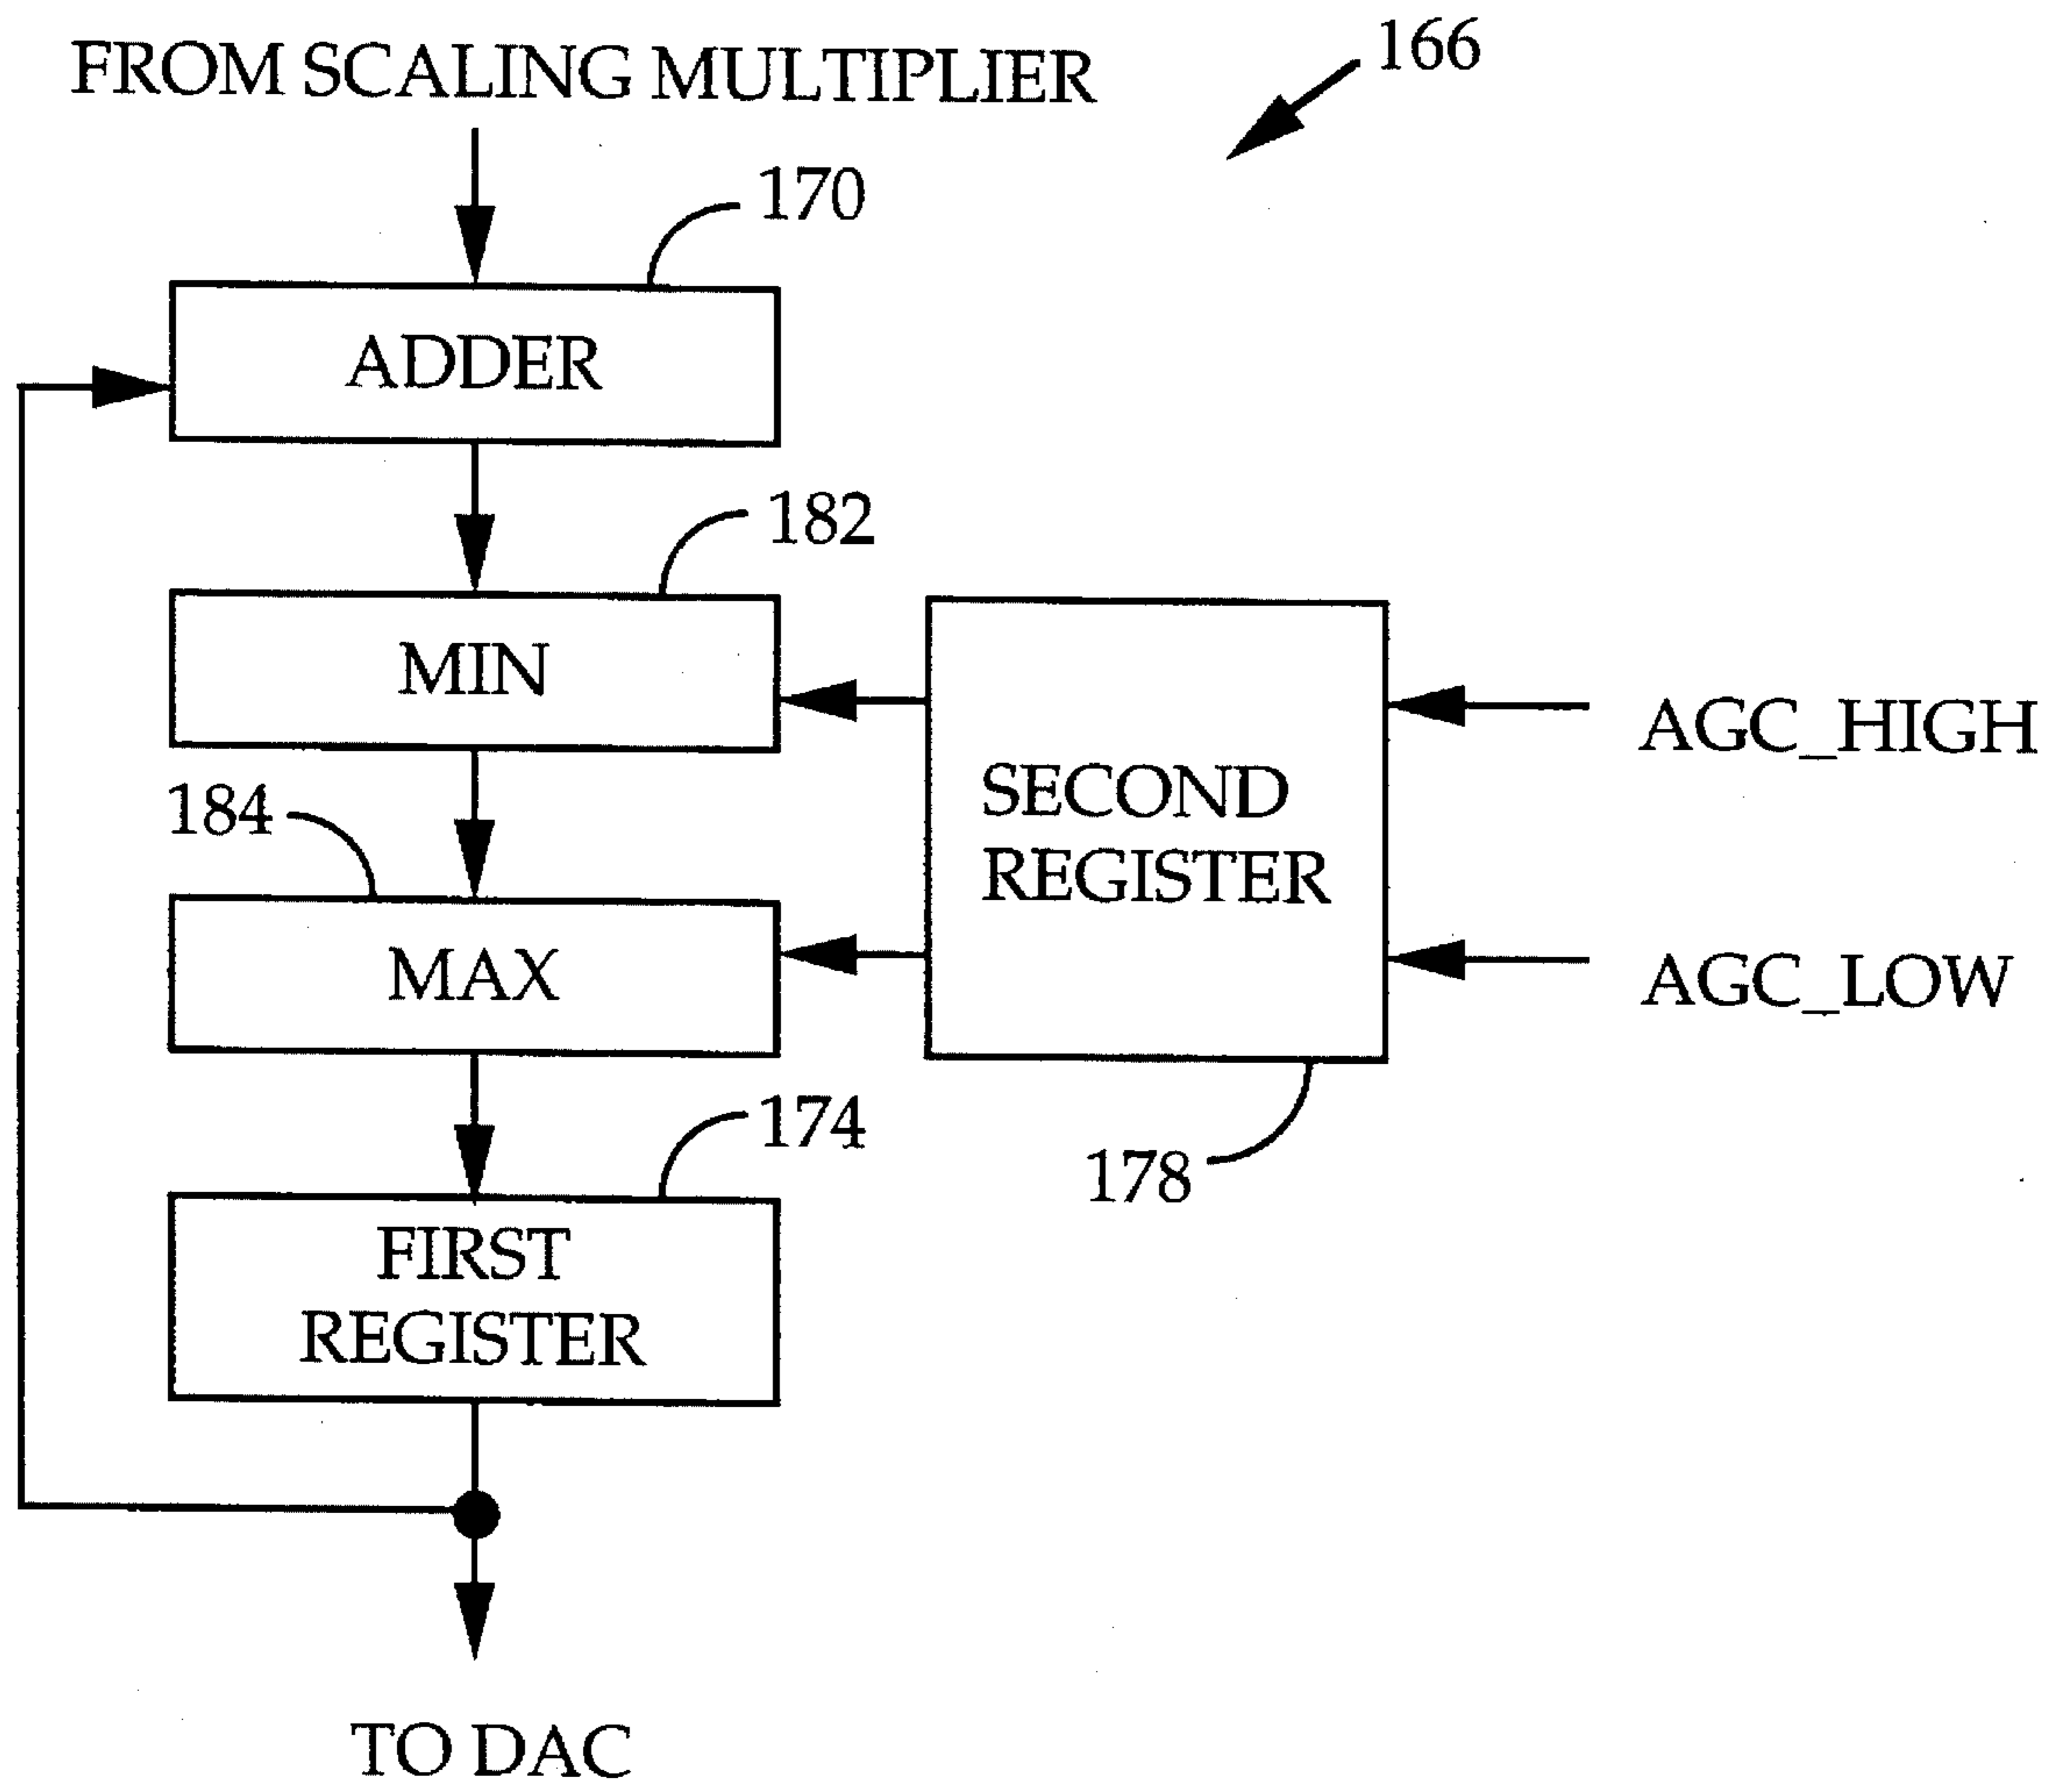 FROM SCALING MULTIPLIER
166
170
ADDER
182
MIN
AGC_HIGH
SECOND
REGISTER
184
MAX
AGC_LOW
174
178
FIRST
REGISTER
TO DAC